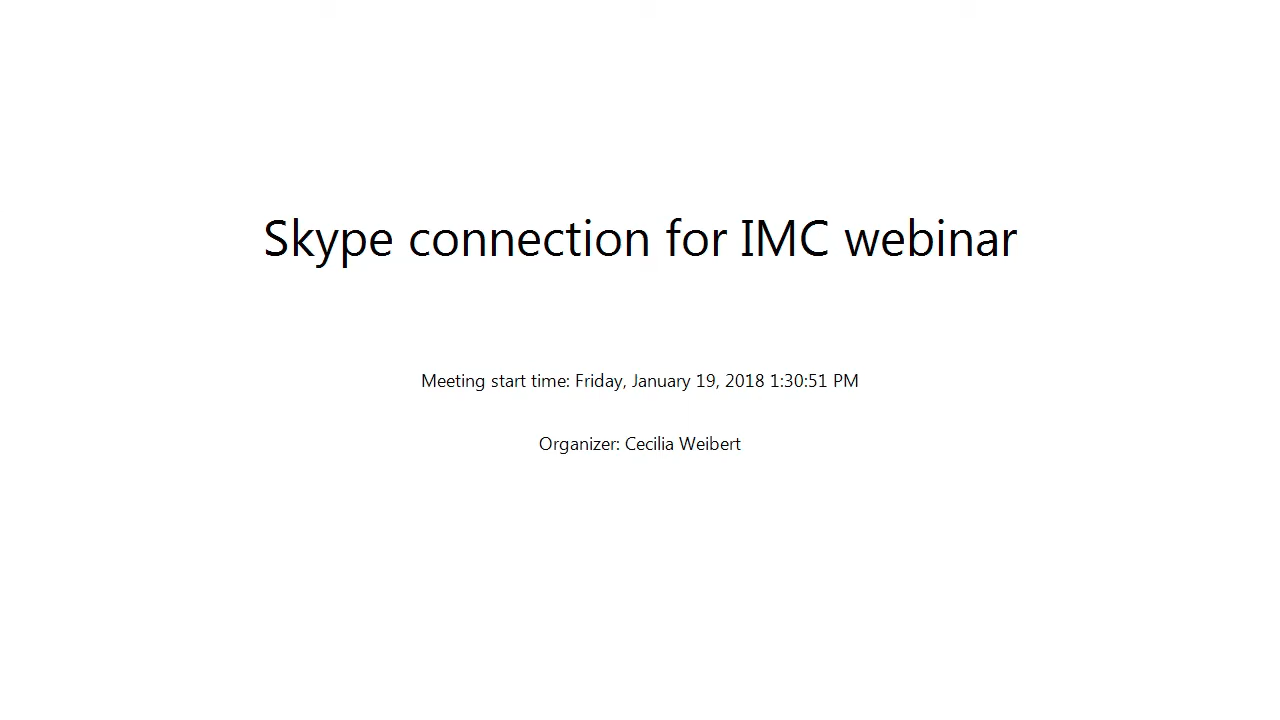 Skype connection for IMC webinar
Meeting start time: Friday, January 19, 2018 1:30:51 PM
Organizer: Cecilia Weibert